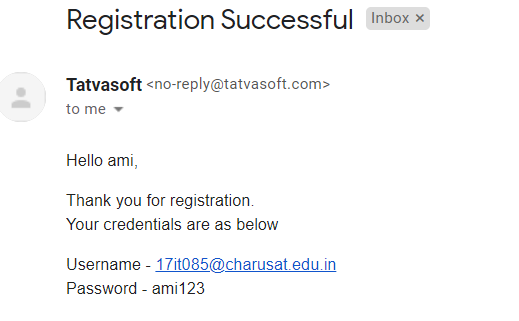 Registration Successful Inbox ×
Tatvasoft <no-reply@tatvasoft.com>
to me
Hello ami,
Thank you for registration.
Your credentials are as below
Username - 17it085@charusat.edu.in
Password - ami123